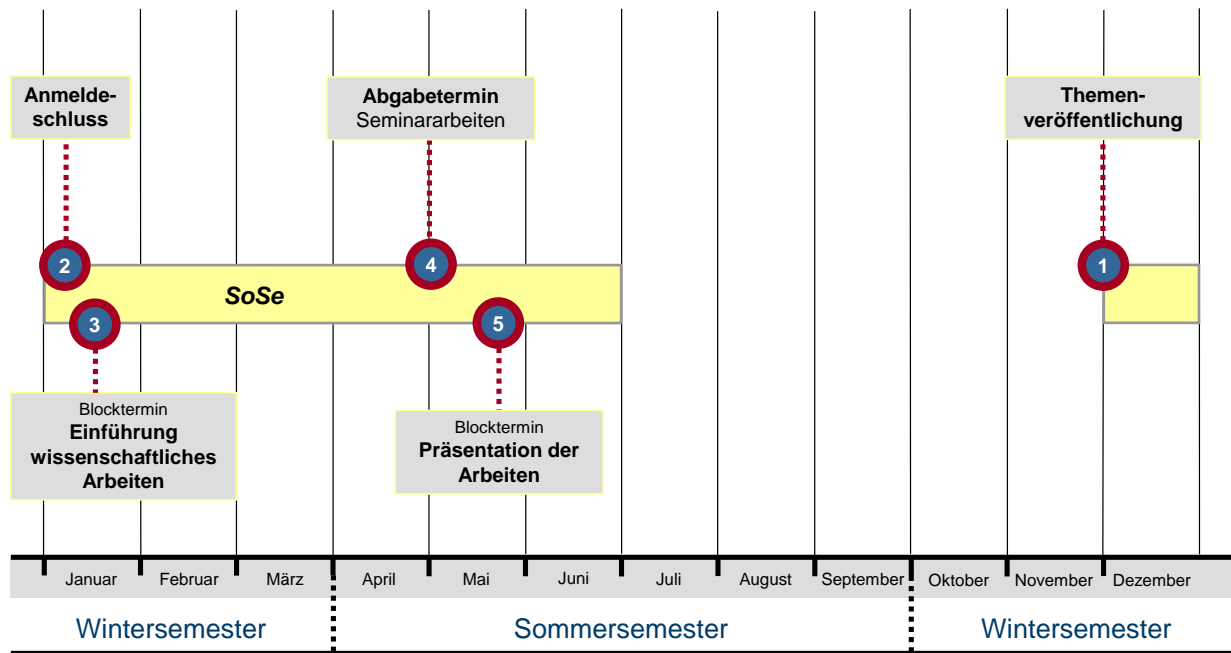 Anmelde-
schluss
Abgabetermin
Seminararbeiten
Themen-
veröffentlichung
2
4
1
SoSe
3
5
Blocktermin
Einführung
wissenschaftliches
Arbeiten
Blocktermin
Präsentation der
Arbeiten
Januar Februar März April Mai Juni Juli August September Oktober November Dezember
Wintersemester Sommersemester Wintersemester